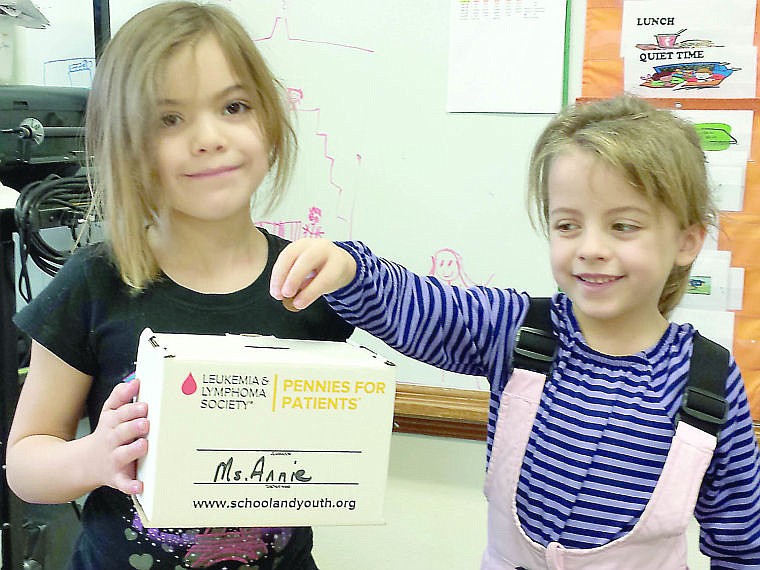 LUNCH
QUIET TIME
LEUKEMIA &
LYMPHOMA
SOCIETY®
PENNIES FOR
PATIENTS®
Ms. Annie
www.schoolandyouth.org